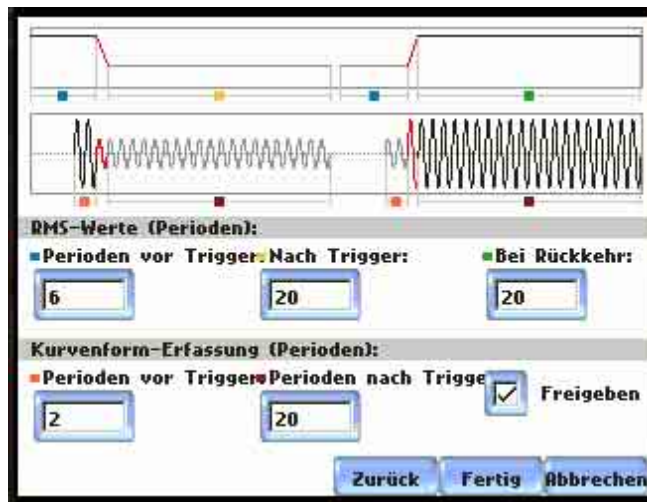 RMS-Werte (Perioden):
Perioden vor Trigger: Nach Trigger: Bei Rückkehr:
6 20 20
Kurvenform-Erfassung (Perioden):
Perioden vor Trigger Perioden nach Trigge Freigeben
2 20
Zurück Fertig Abbrechen